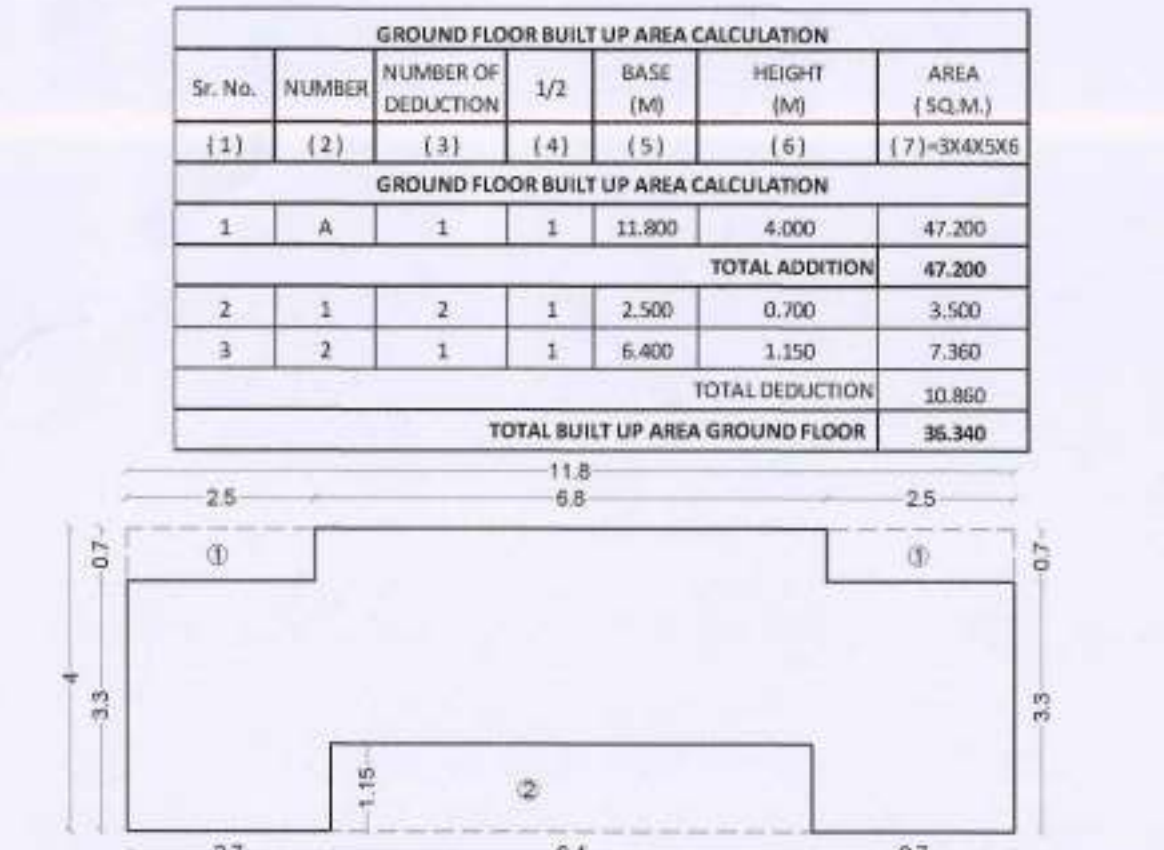 GROUND FLOOR BUILT UP AREA CALCULATION
Sr. No. NUMBER NUMBER OF DEDUCTION 1/2 BASE (M) HEIGHT (M) AREA (SQ.M.)
(1) (2) (3) (4) (5) (6) (7)=3X4X5X6
GROUND FLOOR BUILT UP AREA CALCULATION
1 A 1 1 11.800 4.000 47.200
TOTAL ADDITION 47.200
2 1 2 1 2.500 0.700 3.500
3 2 1 1 6.400 1.150 7.360
TOTAL DEDUCTION 10.860
TOTAL BUILT UP AREA GROUND FLOOR 36.340
11.8
2.5 6.8 2.5
0.7 ① ① 0.7
4 3.3 3.3
1.15 ②